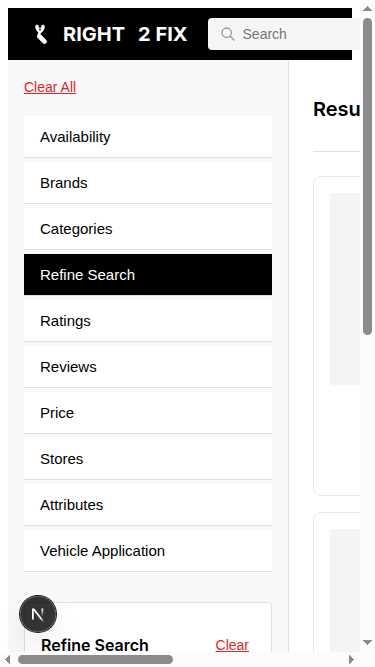 RIGHT 2 FIX
Search
Clear All
Availability
Brands
Categories
Refine Search
Ratings
Reviews
Price
Stores
Attributes
Vehicle Application
Refine Search
Clear
Resu
N